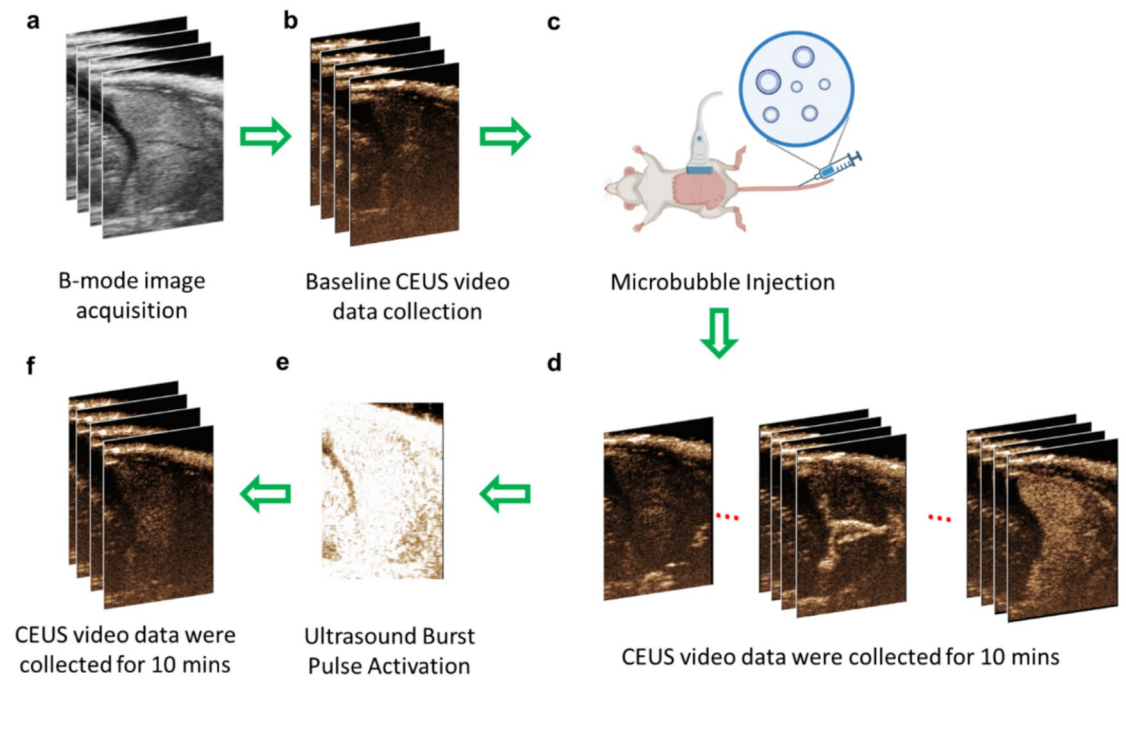 a
b
c
B-mode image
acquisition
Baseline CEUS video
data collection
Microbubble Injection
f
e
d
CEUS video data were
collected for 10 mins
Ultrasound Burst
Pulse Activation
CEUS video data were collected for 10 mins